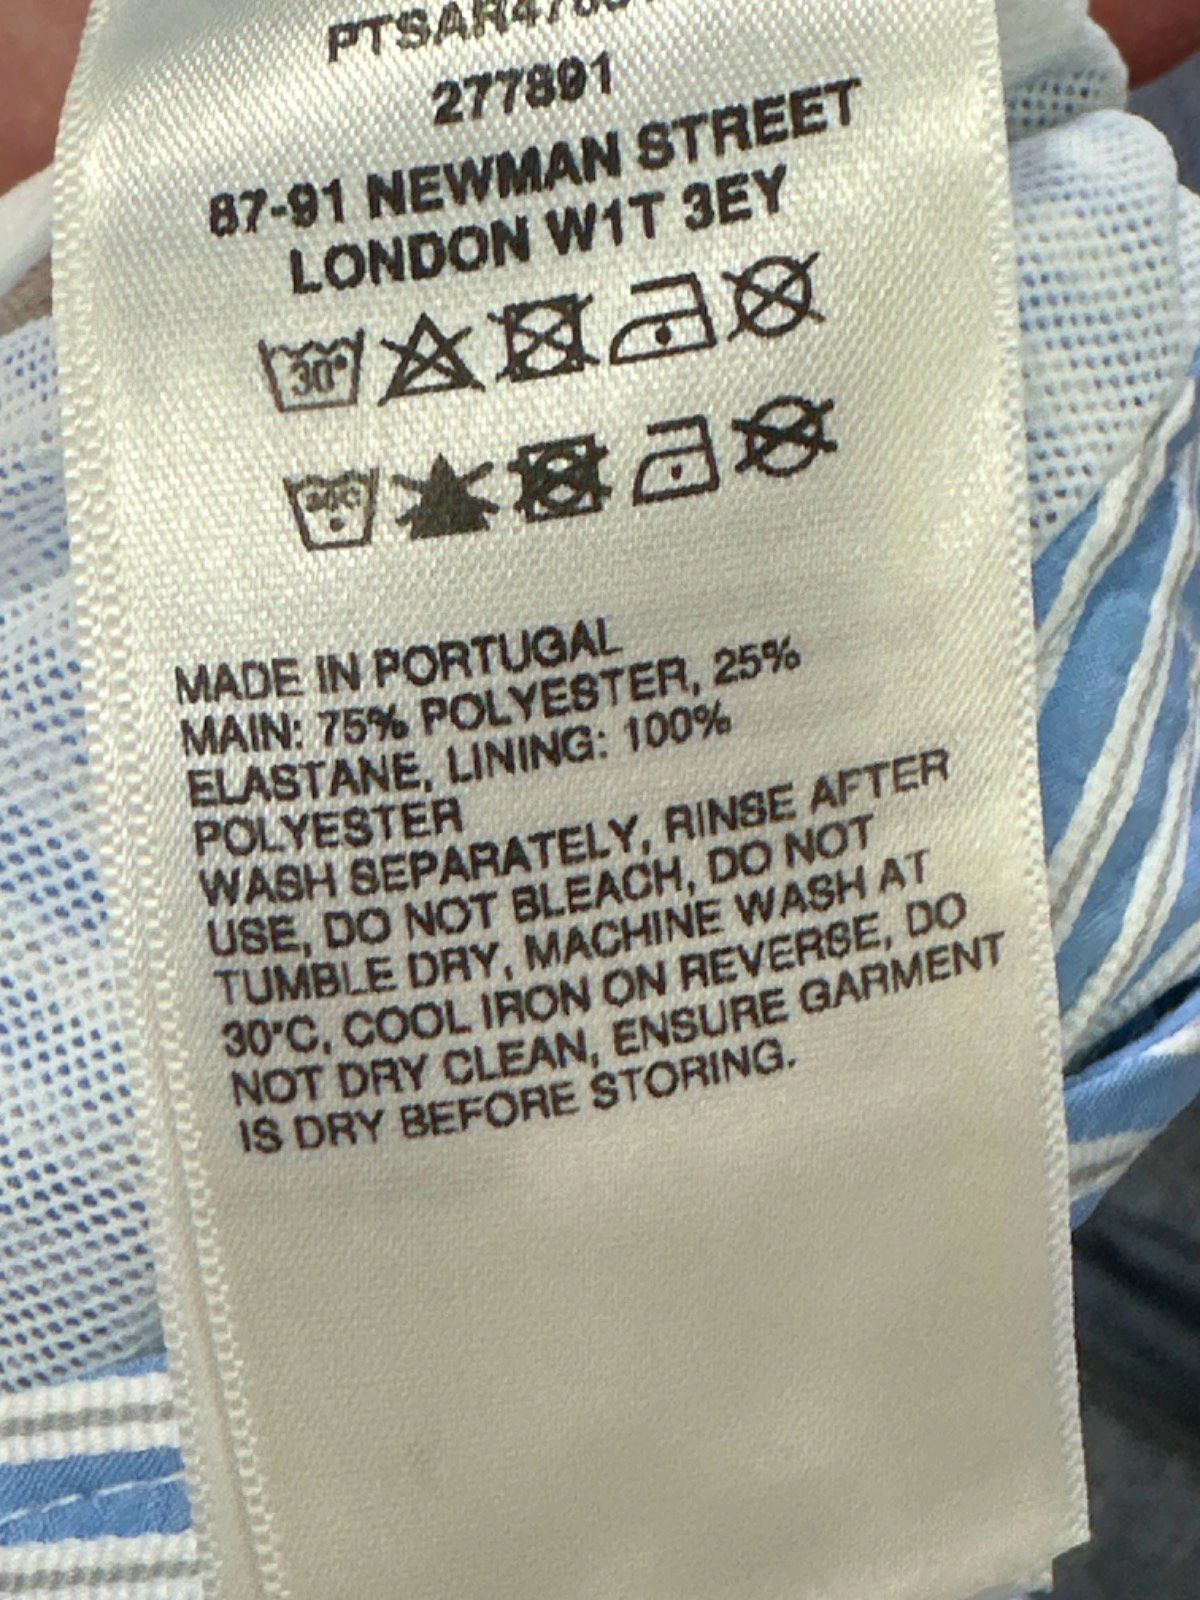 277891
87-91 NEWMAN STREET
LONDON W1T 3EY
30°
MADE IN PORTUGAL
MAIN: 75% POLYESTER, 25%
ELASTANE, LINING: 100%
POLYESTER
WASH SEPARATELY, RINSE AFTER
USE, DO NOT BLEACH, DO NOT
TUMBLE DRY, MACHINE WASH AT
30°C, COOL IRON ON REVERSE, DO
NOT DRY CLEAN, ENSURE GARMENT
IS DRY BEFORE STORING.